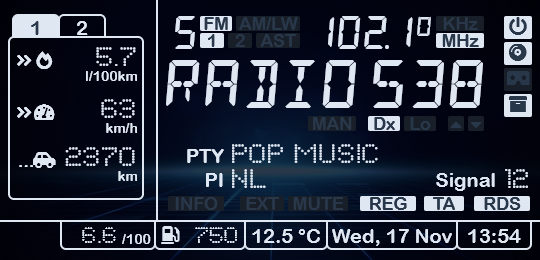 1 2
5 FM AM/LW 102.10 KHz
1 2 AST MHz
RADIO 538
MAN Dx Lo
PTY POP MUSIC
PI NL Signal 12
INFO EXT MUTE REG TA RDS
5.7
l/100km
63
km/h
2370
km
6.6 /100 750 12.5 °C Wed, 17 Nov 13:54